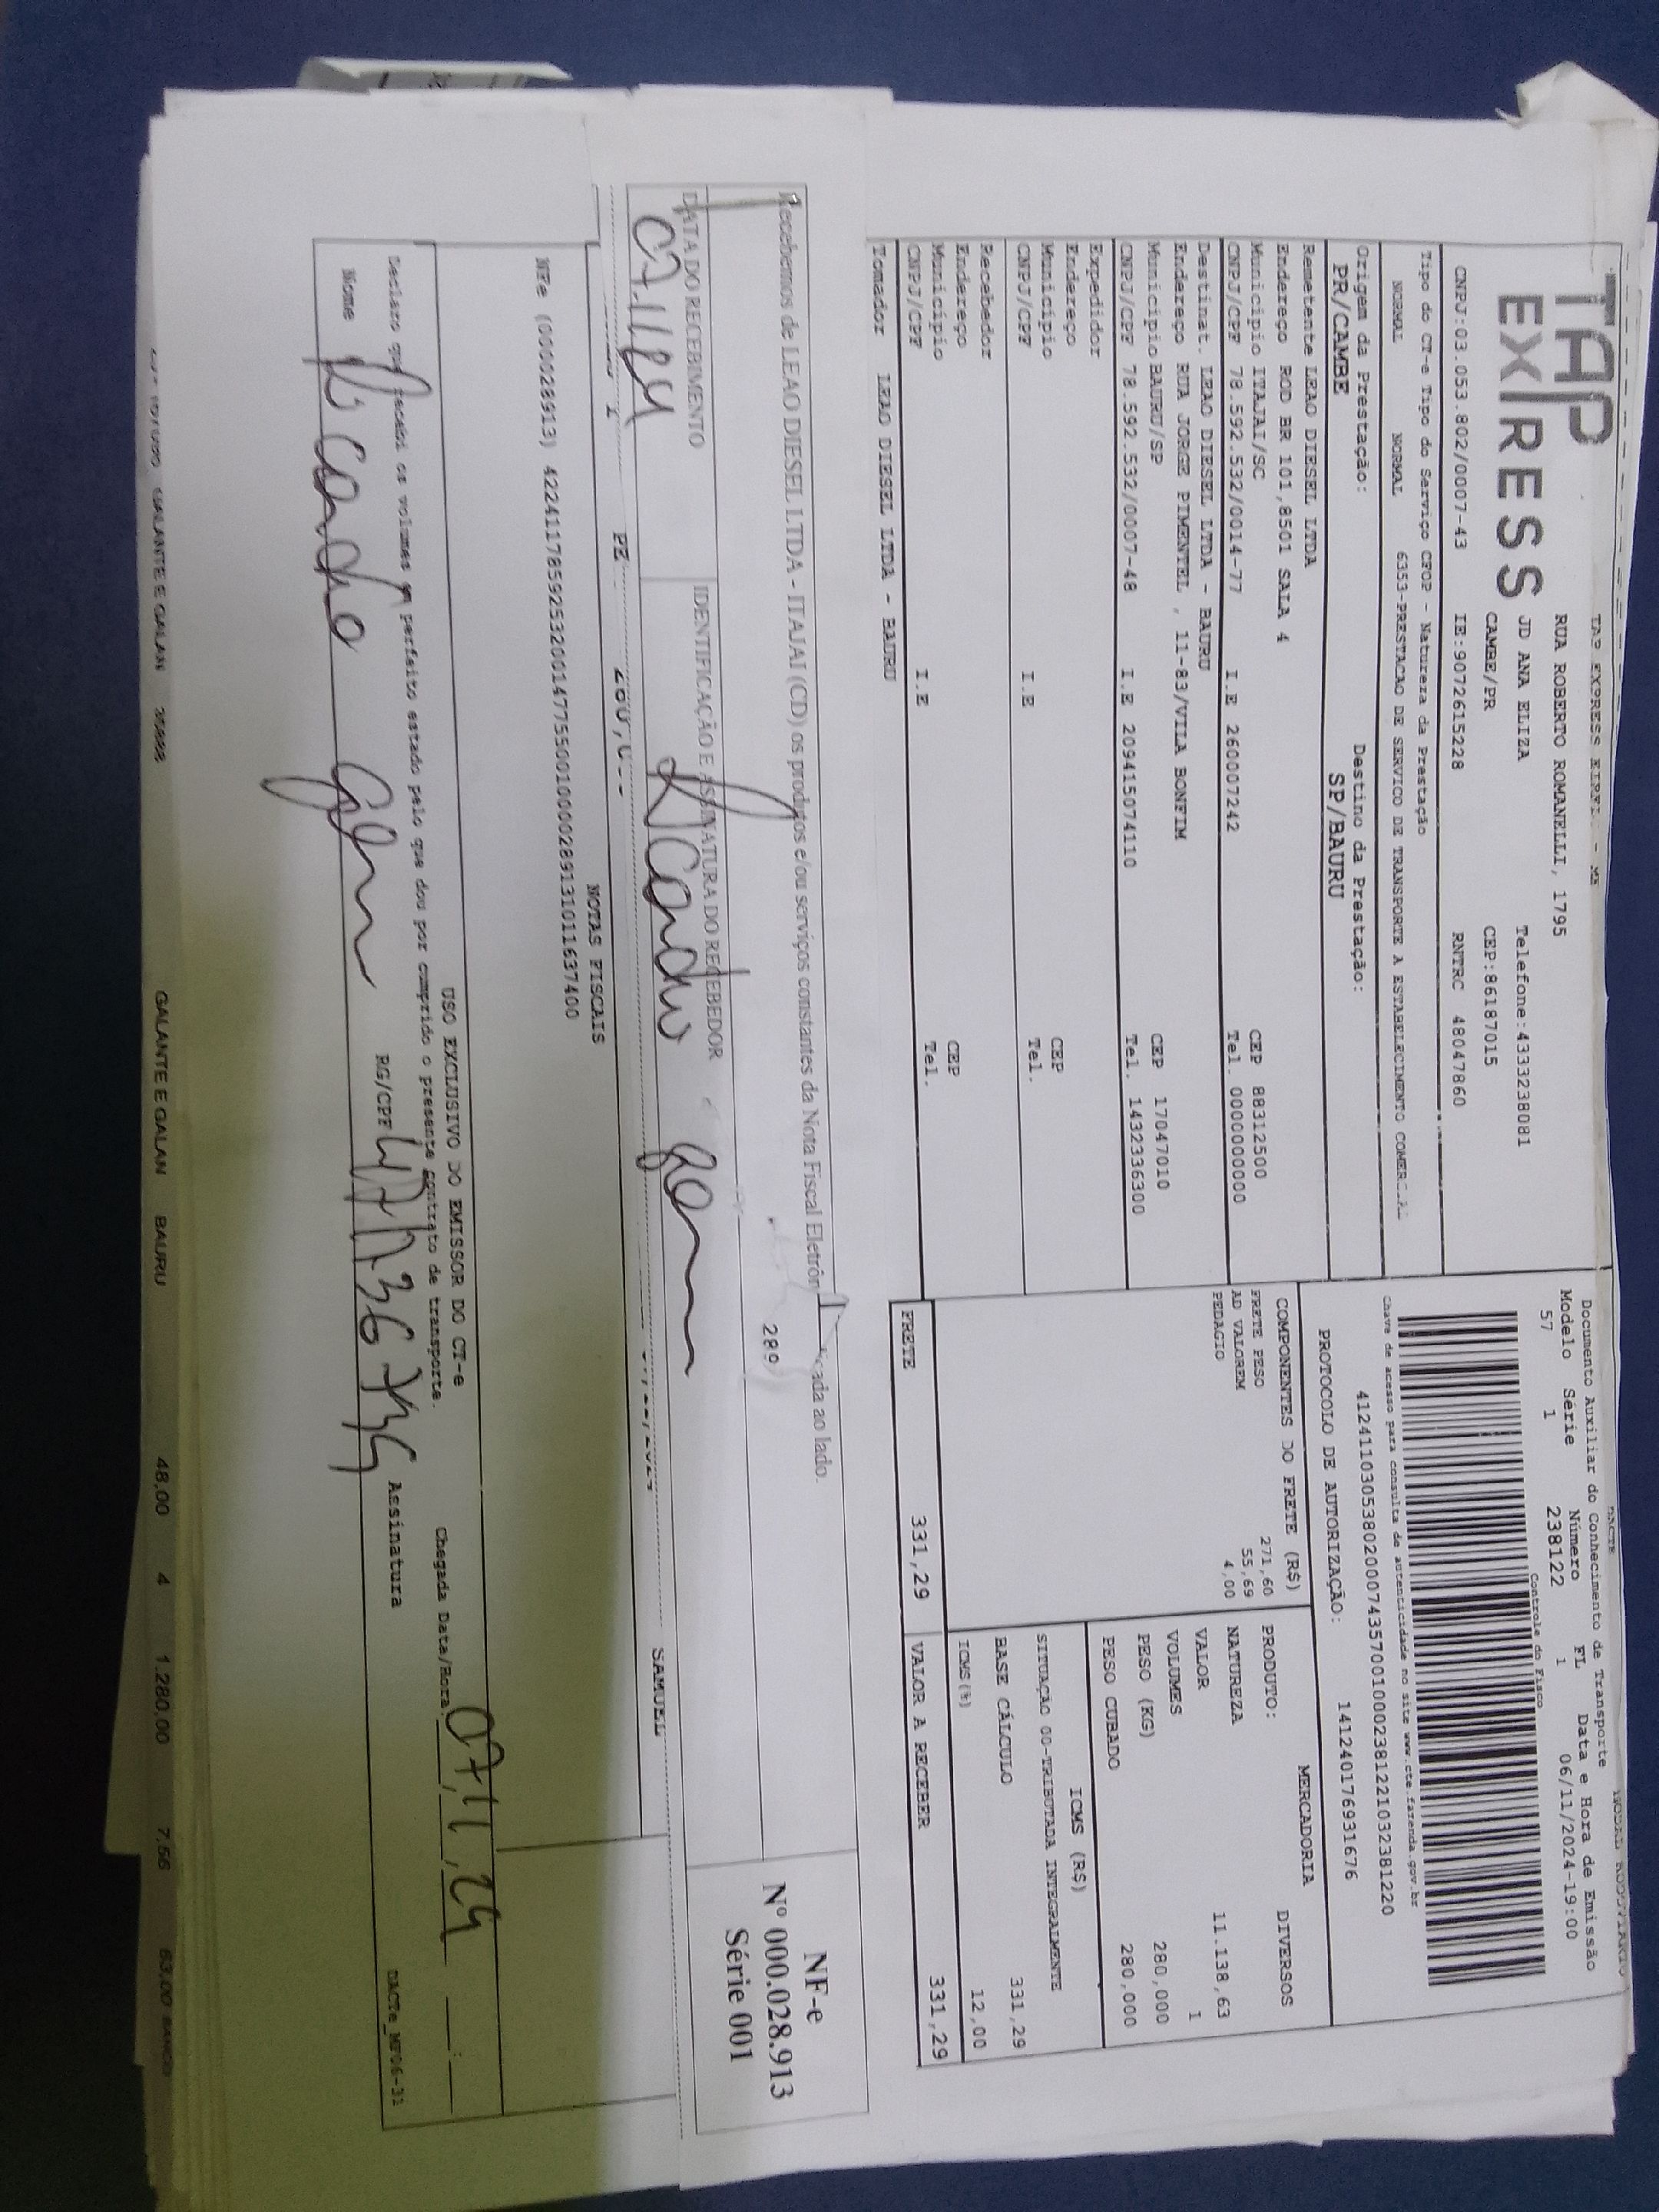 TAP EXPRESS EIRELI - ME
TAP
EXPRESS
RUA ROBERTO ROMANELLI, 1795
JD ANA ELIZA Telefone:4333238081
CAMBE/PR CEP:86187015
CNPJ:03.053.802/0007-43 IE:9072615228 RNTRC 48047860
DACTE
Documento Auxiliar do Conhecimento de Transporte
Modelo Série Número FL Data e Hora de Emissão
57 1 238122 1 06/11/2024-19:00
Controle do Fisco
Tipo do CT-e Tipo do Serviço CFOP - Natureza da Prestação
NORMAL NORMAL 6353-PRESTACAO DE SERVICO DE TRANSPORTE A ESTABELECIMENTO
Chave de acesso para consulta de autenticidade no site www.cte.fazenda.gov.br
41241103053802000743570010002381221032381220
Origem da Prestação: Destino da Prestação:
PR/CAMBE SP/BAURU
PROTOCOLO DE AUTORIZAÇÃO: 141240176931676
Remetente LEAO DIESEL LTDA
Endereço ROD BR 101,8501 SALA 4
Município ITAJAI/SC CEP 88312500
CNPJ/CPF 78.592.532/0014-77 I.E 260007242 Tel. 0000000000
Destinat. LEAO DIESEL LTDA - BAURU
Endereço RUA JORGE PIMENTEL , 11-83/VILA BONFIM
Município BAURU/SP CEP 17047010
CNPJ/CPF 78.592.532/0007-48 I.E 209415074110 Tel. 1432336300
Expedidor
Endereço
Município CEP
CNPJ/CPF I.E Tel.
Recebedor
Endereço
Município CEP
CNPJ/CPF I.E Tel.
Tomador LEAO DIESEL LTDA - BAURU
COMPONENTES DO FRETE (R$)
FRETE PESO 271,60
AD VALOREM 55,69
PEDAGIO 4,00
FRETE 331,29
MERCADORIA
PRODUTO: DIVERSOS
NATUREZA
VALOR 11.138,63
VOLUMES 1
PESO (KG) 280,000
PESO CUBADO 280,000
ICMS (R$)
SITUAÇÃO 00-TRIBUTADA INTEGRALMENTE
BASE CÁLCULO 331,29
ICMS(%) 12,00
VALOR A RECEBER 331,29
Recebemos de LEAO DIESEL LTDA - ITAJAI (CD) os produtos e/ou serviços constantes da Nota Fiscal ao lado.
289
DATA DO RECEBIMENTO IDENTIFICAÇÃO E ASSINATURA DO RECEBEDOR
07/11/24 Ricardo
NF-e
Nº 000.028.913
Série 001
SAMUEL
NOTAS FISCAIS
NFe (000028913) 42241178592532001477550010000289131011637400
USO EXCLUSIVO DO EMISSOR DO CT-e
Declaro que recebi os volumes em perfeito estado pelo que dou por cumprido o presente contrato de transporte.
Chegada Data/Hora 07/11/24 __:__
Nome Ricardo RG/CPF Assinatura
DACTe_MF06-31
GALANTE E GALAN
GALANTE E GALAN BAURU 48,00 4 1.280,00 7,56 63,00